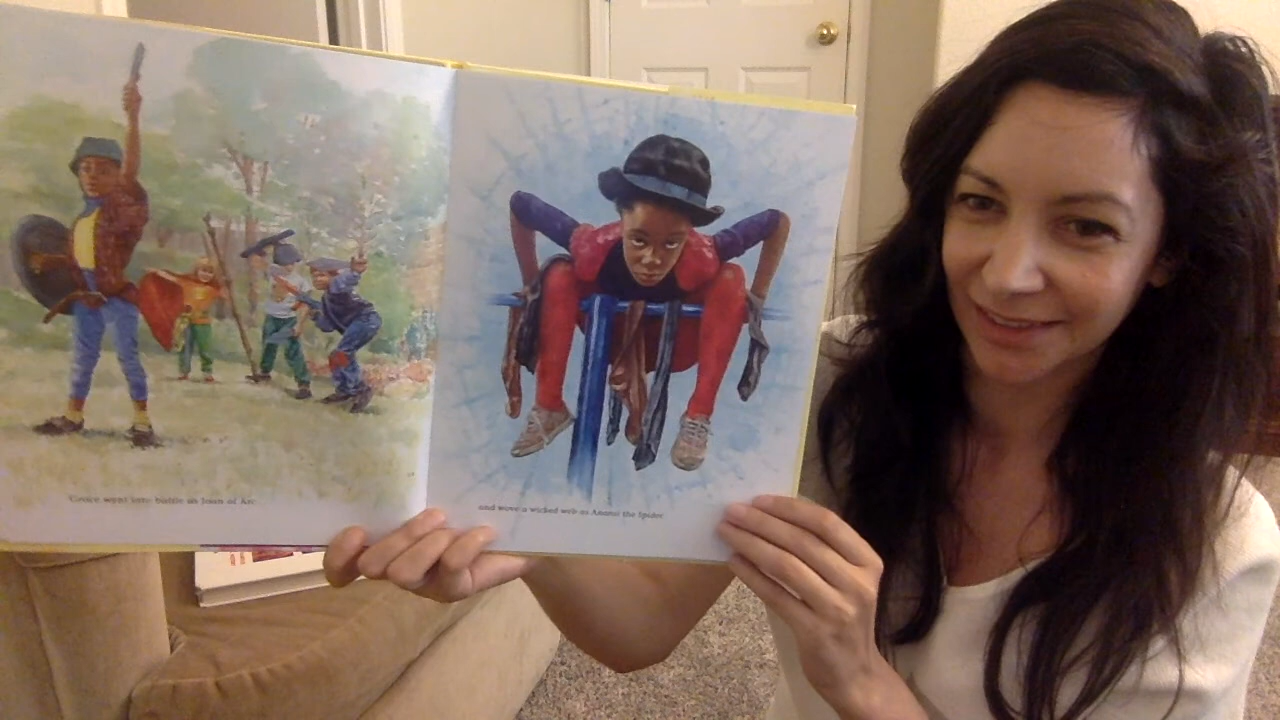 Grace went into battle as Joan of Arc
and wove a wicked web as Anansi the Spider.